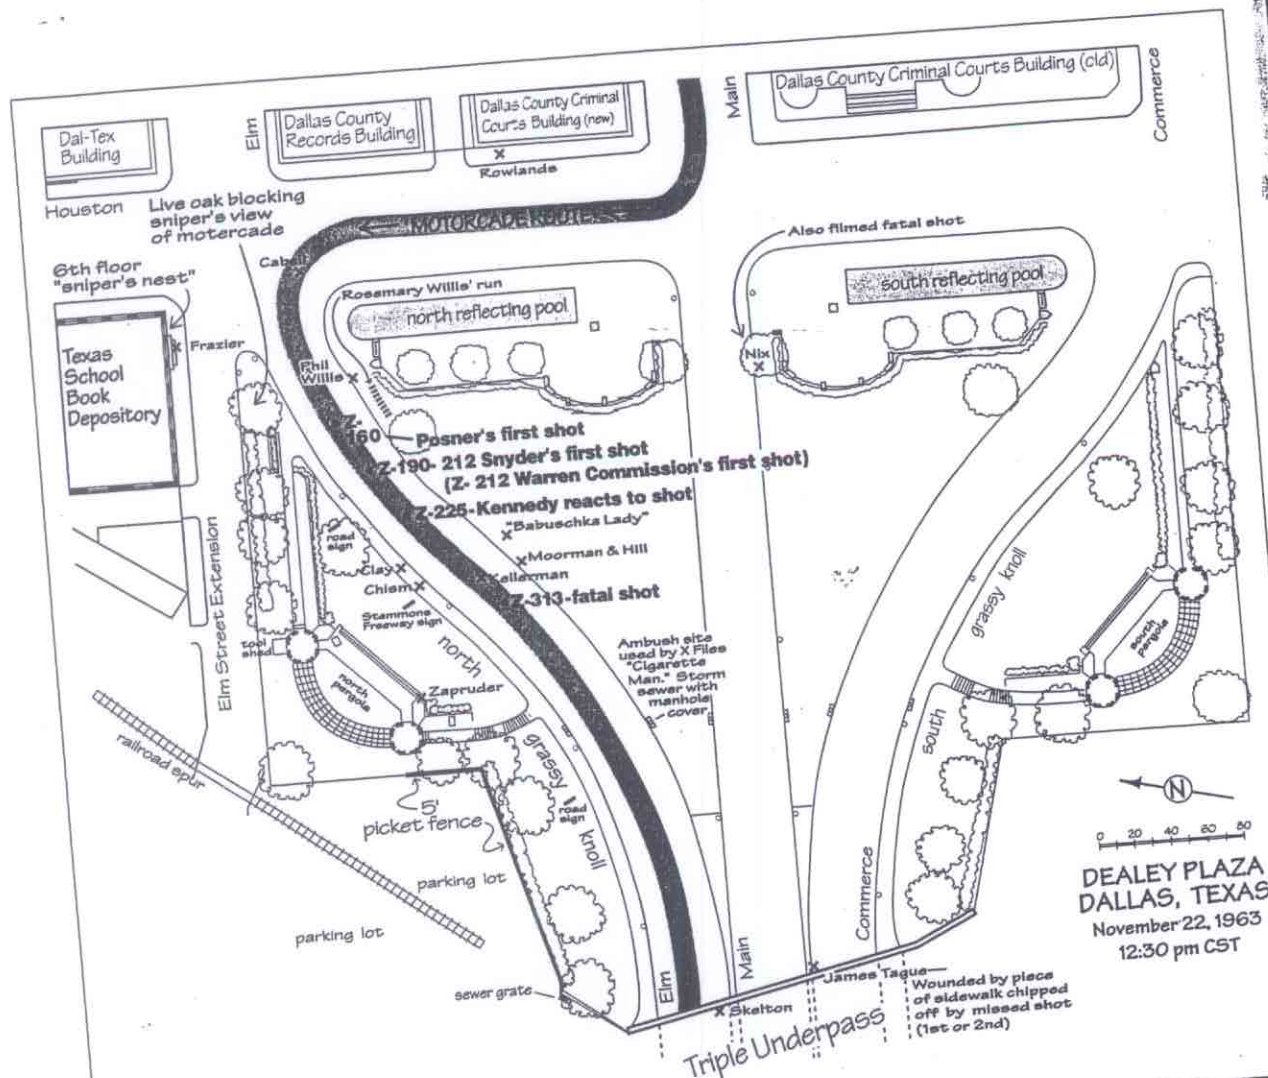 Dal-Tex
Building
Elm
Dallas County
Records Building
Dallas County Criminal
Courts Building (new)
Rowlands
Main
Dallas County Criminal Courts Building (old)
Commerce
Houston
Live oak blocking
sniper's view
of motercade
MOTORCADE ROUTE
Also filmed fatal shot
6th floor
"sniper's nest"
Cabell
Rosemary Willis' run
north reflecting pool
south reflecting pool
Frazier
Texas
School
Book
Depository
Phil
Willis
Nix
Z-
160
Posner's first shot
Z-190- 212 Snyder's first shot
(Z- 212 Warren Commission's first shot)
Z-225-Kennedy reacts to shot
"Babuschka Lady"
Moorman & Hill
Kellerman
Z-313-fatal shot
road
sign
Clay
Chism
Stammons
Freeway sign
Elm Street Extension
tool
shed
north
pergola
Zapruder
north
grassy
knoll
Ambush site
used by X Files
"Cigarette
Man." Storm
sewer with
manhole
cover
grassy knoll
south
south
pergola
railroad spur
5'
picket fence
road
sign
parking lot
parking lot
sewer grate
Elm
Main
Commerce
Skelton
James Tague
Wounded by piece
of sidewalk chipped
off by missed shot
(1st or 2nd)
Triple Underpass
N
0 20 40 60 80
DEALEY PLAZA
DALLAS, TEXAS
November 22, 1963
12:30 pm CST